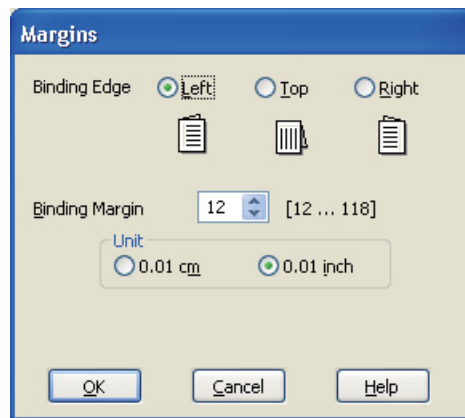 Margins
Binding Edge Left Top Right
Binding Margin 12 [12 ... 118]
Unit
0.01 cm 0.01 inch
OK Cancel Help